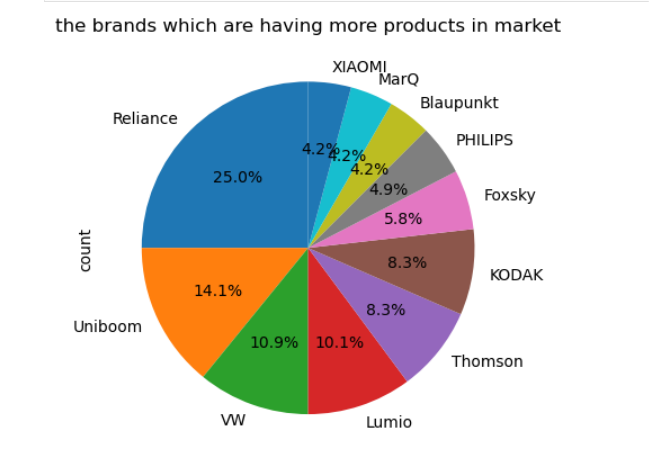 the brands which are having more products in market
XIAOMI
MarQ
Blaupunkt
PHILIPS
Foxsky
KODAK
Thomson
Lumio
VW
Uniboom
Reliance
count
25.0%
14.1%
10.9%
10.1%
8.3%
8.3%
5.8%
4.9%
4.2%
4.2%
4.2%